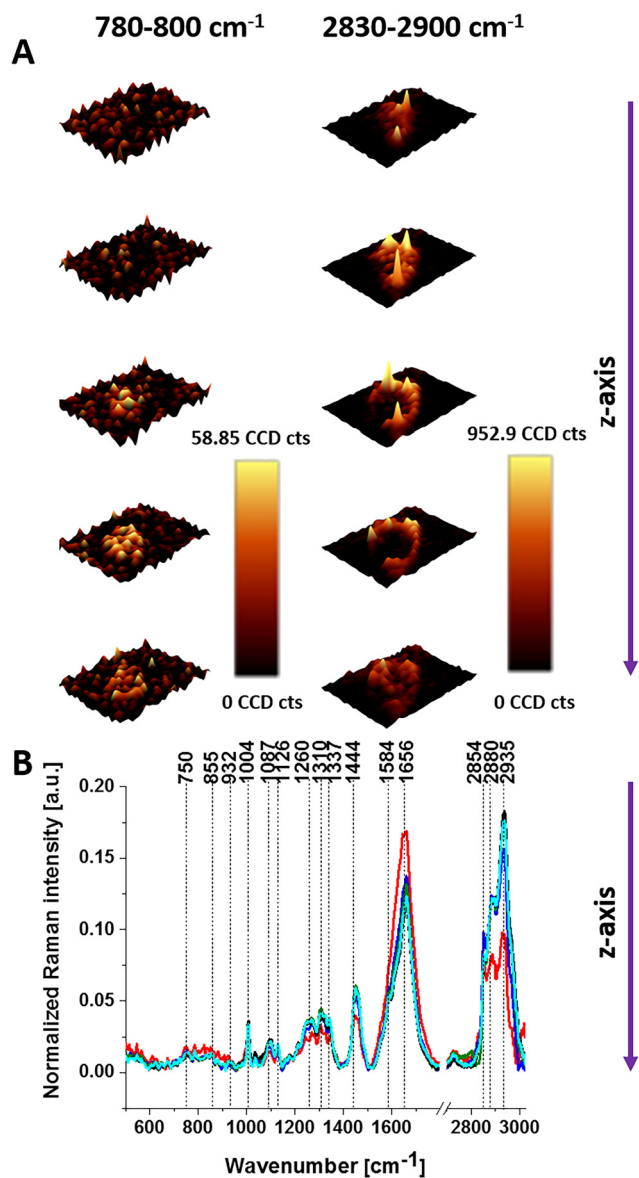 780-800 cm⁻¹ 2830-2900 cm⁻¹
A
z-axis
58.85 CCD cts
952.9 CCD cts
0 CCD cts
0 CCD cts
B
750
855
932
1004
1087
1126
1260
1310
1337
1444
1584
1656
2854
2880
2935
0.20
0.15
0.10
0.05
0.00
Normalized Raman intensity [a.u.]
z-axis
600 800 1000 1200 1400 1600 2800 3000
Wavenumber [cm⁻¹]